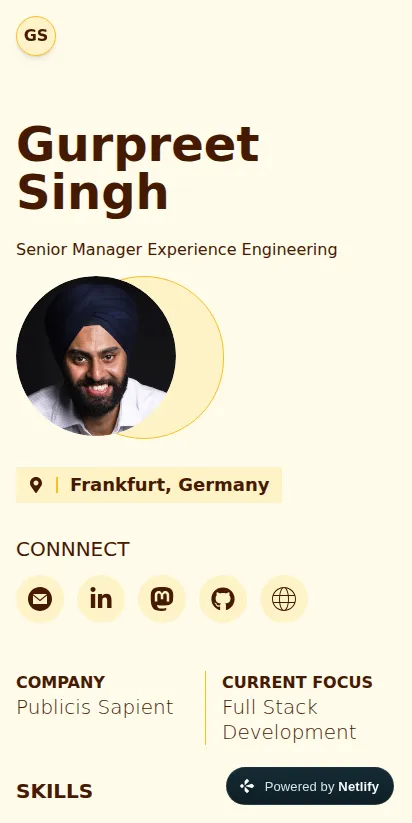 GS
Gurpreet
Singh
Senior Manager Experience Engineering
Frankfurt, Germany
CONNNECT
in
COMPANY
Publicis Sapient
CURRENT FOCUS
Full Stack
Development
SKILLS
Powered by Netlify